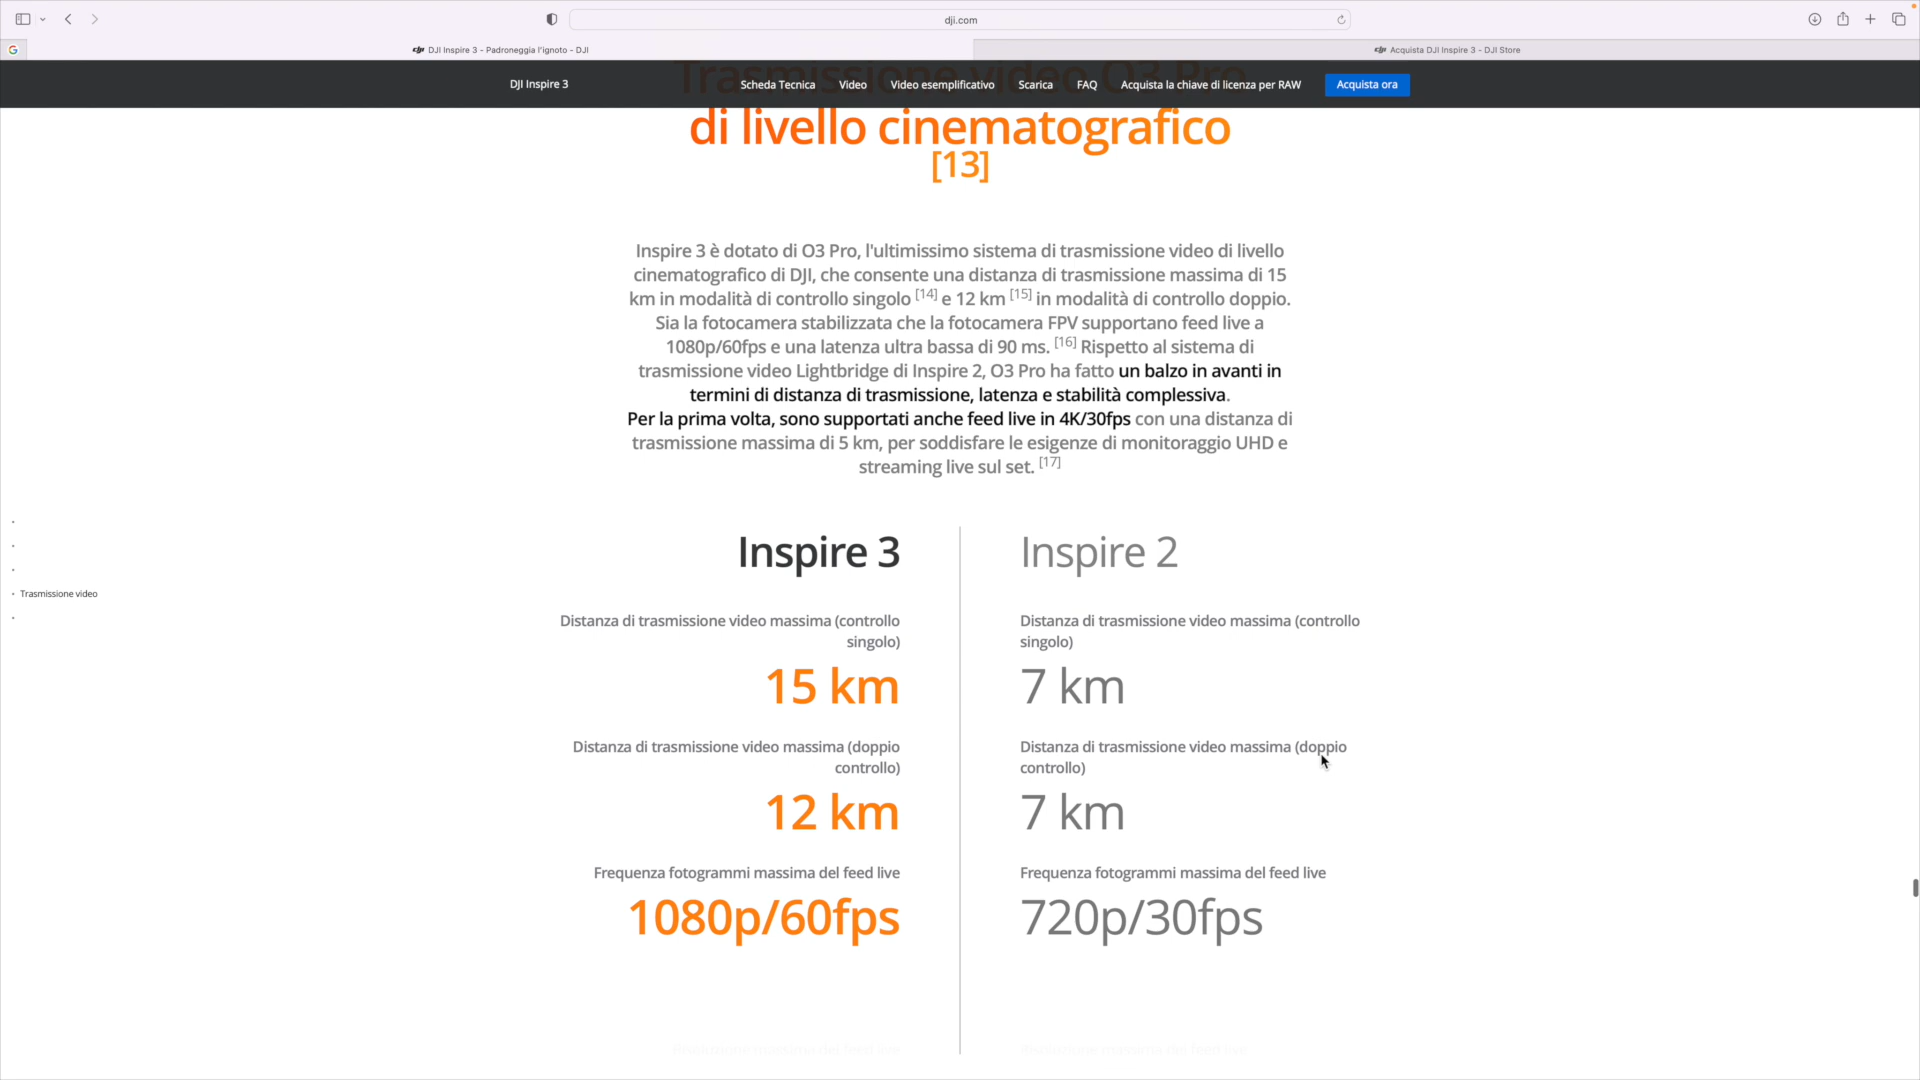 dji.com
DJI Inspire 3 - Padroneggia l'ignoto - DJI
Acquista DJI Inspire 3 - DJI Store
DJI Inspire 3
Scheda Tecnica
Video
Video esemplificativo
Scarica
FAQ
Acquista la chiave di licenza per RAW
Acquista ora
Trasmissione video O3 Pro
di livello cinematografico
[13]
Inspire 3 è dotato di O3 Pro, l'ultimissimo sistema di trasmissione video di livello
cinematografico di DJI, che consente una distanza di trasmissione massima di 15
km in modalità di controllo singolo [14] e 12 km [15] in modalità di controllo doppio.
Sia la fotocamera stabilizzata che la fotocamera FPV supportano feed live a
1080p/60fps e una latenza ultra bassa di 90 ms. [16] Rispetto al sistema di
trasmissione video Lightbridge di Inspire 2, O3 Pro ha fatto un balzo in avanti in
termini di distanza di trasmissione, latenza e stabilità complessiva.
Per la prima volta, sono supportati anche feed live in 4K/30fps con una distanza di
trasmissione massima di 5 km, per soddisfare le esigenze di monitoraggio UHD e
streaming live sul set. [17]
Trasmissione video
Inspire 3
Distanza di trasmissione video massima (controllo
singolo)
15 km
Distanza di trasmissione video massima (doppio
controllo)
12 km
Frequenza fotogrammi massima del feed live
1080p/60fps
Inspire 2
Distanza di trasmissione video massima (controllo
singolo)
7 km
Distanza di trasmissione video massima (doppio
controllo)
7 km
Frequenza fotogrammi massima del feed live
720p/30fps